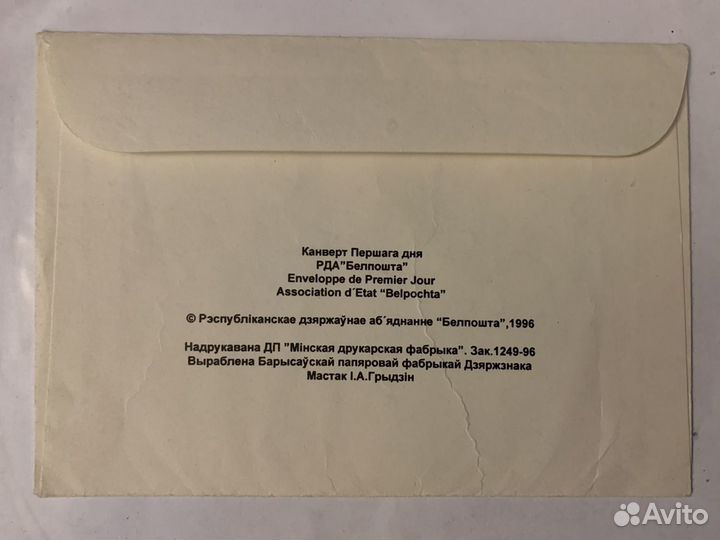 Канверт Першага дня
РДА"Белпошта"
Enveloppe de Premier Jour
Association d´Etat “Belpochta”
© Рэспубліканскае дзяржаўнае аб´яднанне “Белпошта”,1996
Надрукавана ДП "Мінская друкарская фабрыка". Зак.1249-96
Выраблена Барысаўскай папяровай фабрыкай Дзяржзнака
Мастак І.А.Грыдзін
Avito